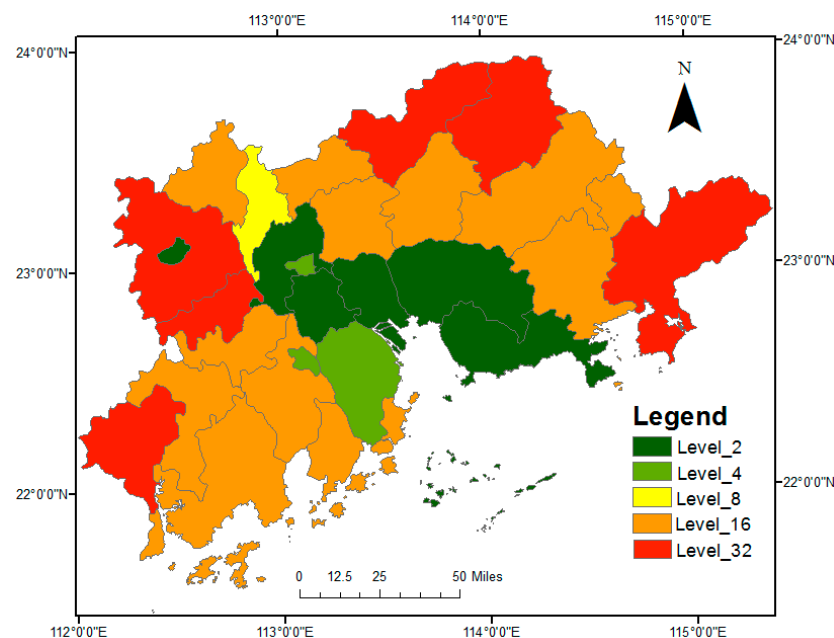 113°0'0"E 114°0'0"E 115°0'0"E
24°0'0"N 24°0'0"N
N
23°0'0"N 23°0'0"N
Legend
Level_2
Level_4
Level_8
Level_16
Level_32
22°0'0"N 22°0'0"N
0 12.5 25 50 Miles
112°0'0"E 113°0'0"E 114°0'0"E 115°0'0"E